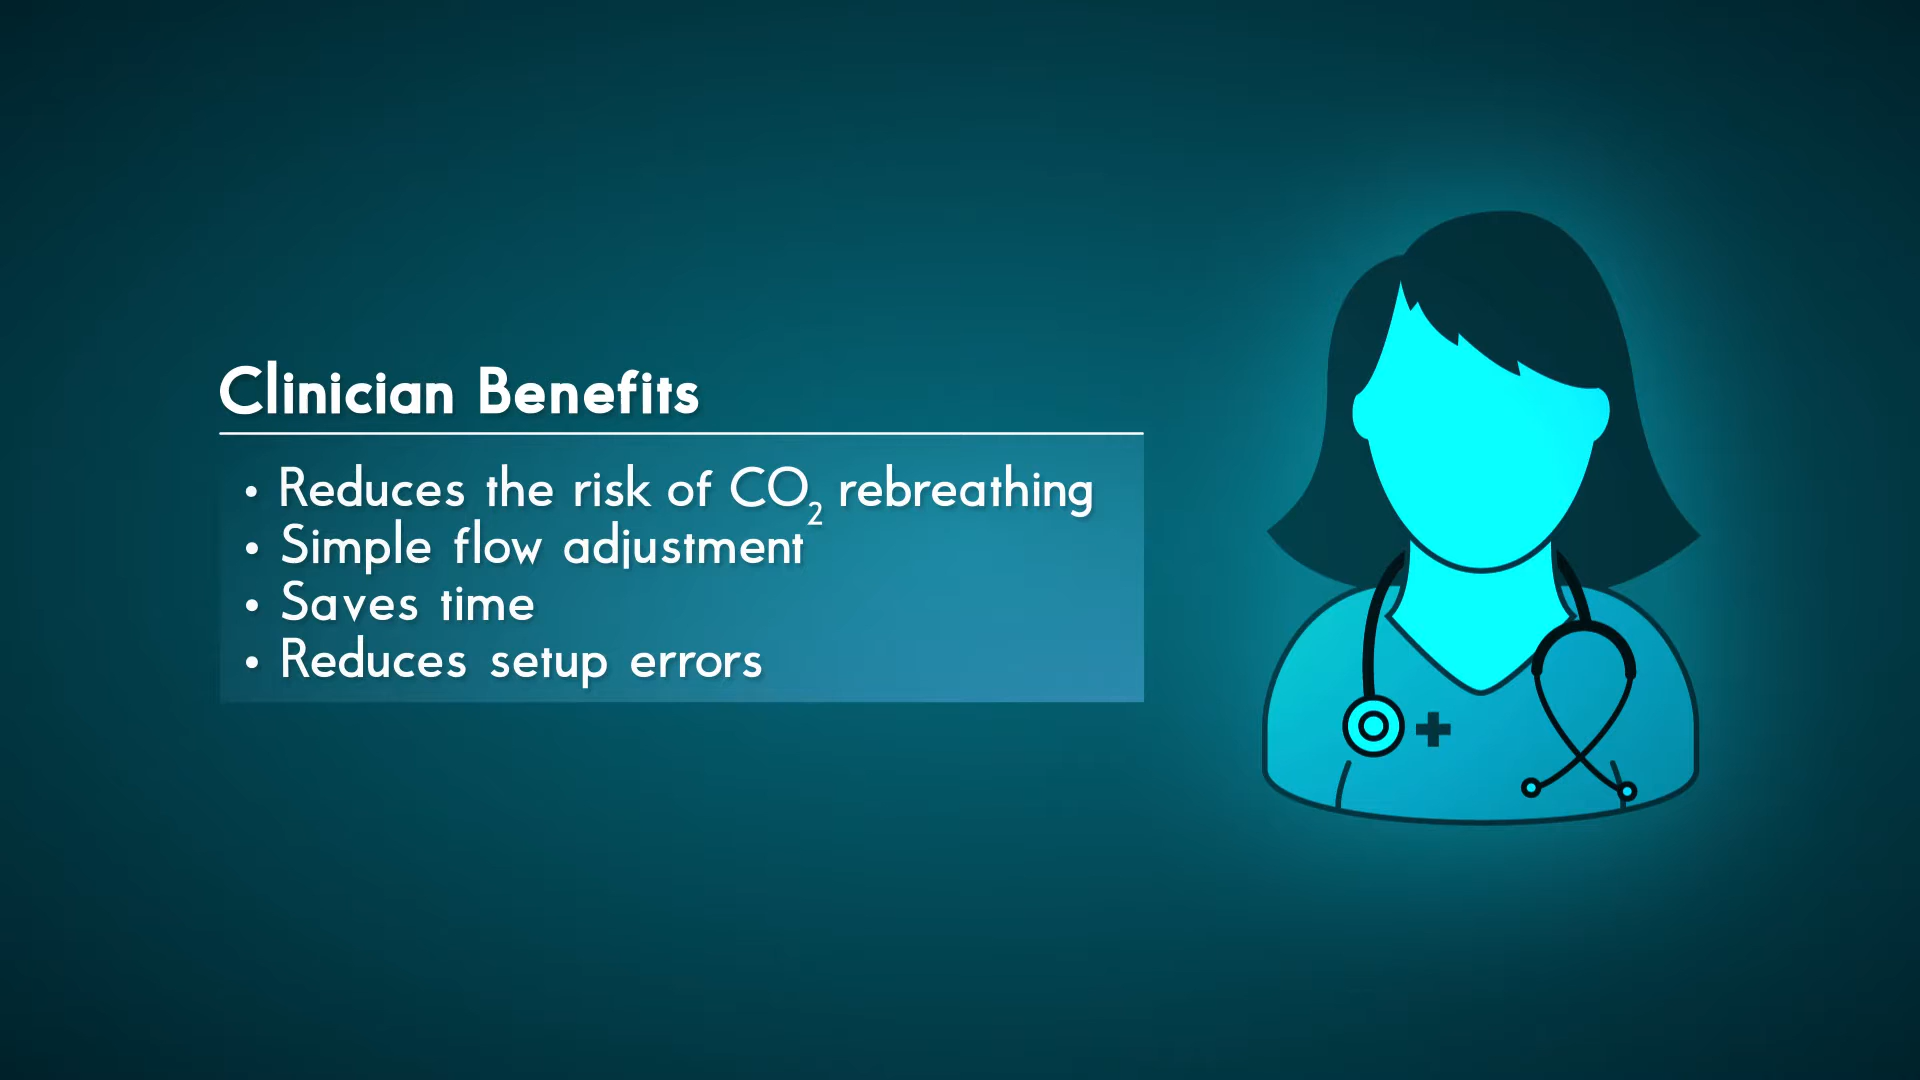 Clinician Benefits
• Reduces the risk of CO₂ rebreathing
• Simple flow adjustment
• Saves time
• Reduces setup errors